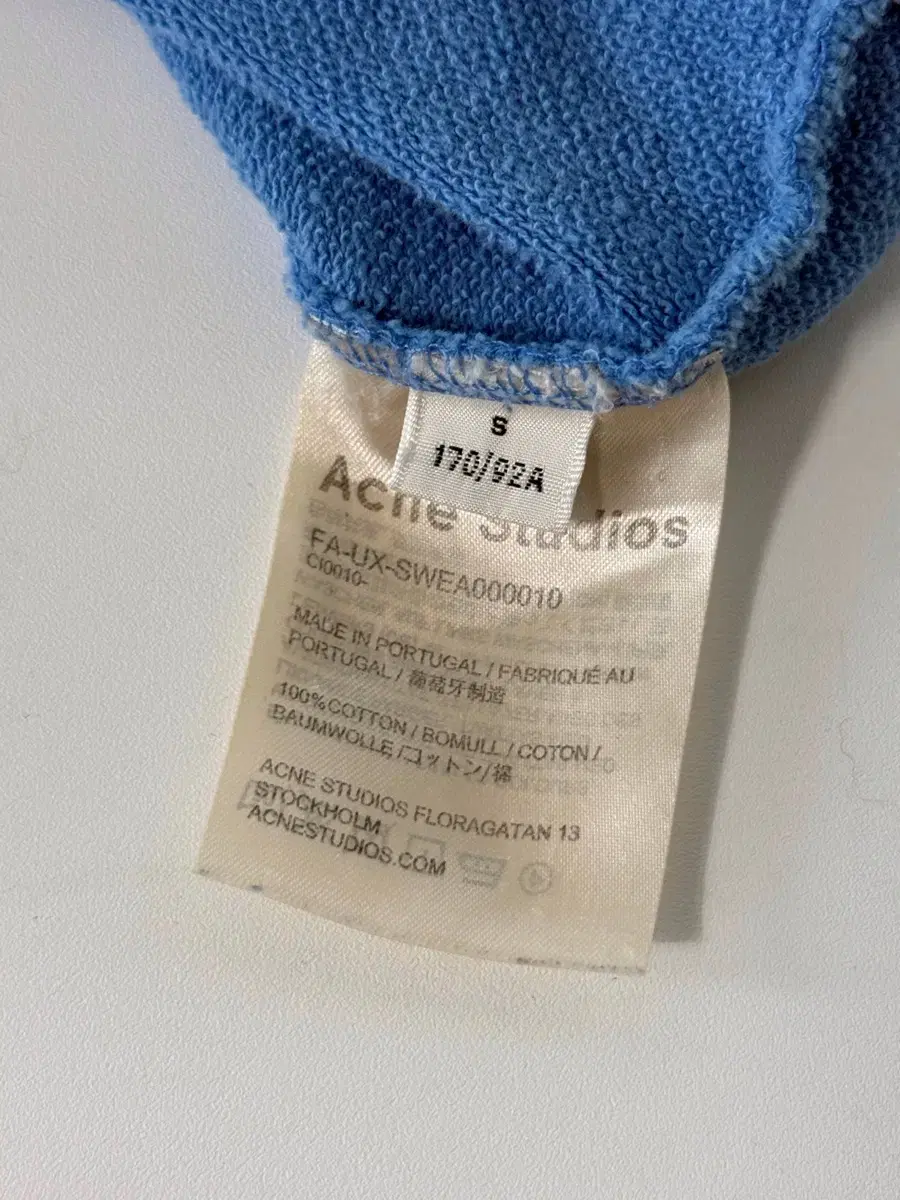 S
170/92A
Acne Studios
FA-UX-SWEA000010
CI0010-
MADE IN PORTUGAL / FABRIQUÉ AU
PORTUGAL / 葡萄牙制造
100% COTTON / BOMULL / COTON /
BAUMWOLLE /コットン/棉
ACNE STUDIOS FLORAGATAN 13
STOCKHOLM
ACNESTUDIOS.COM